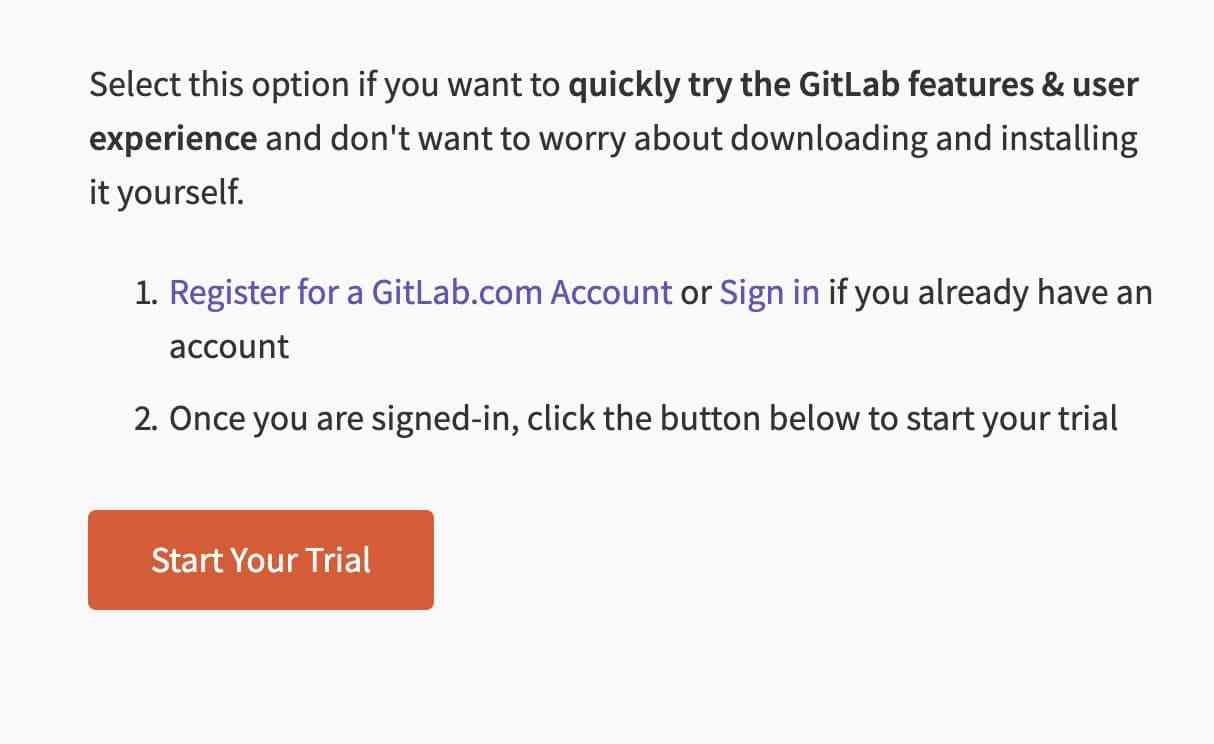 Select this option if you want to quickly try the GitLab features & user
experience and don't want to worry about downloading and installing
it yourself.
1. Register for a GitLab.com Account or Sign in if you already have an
account
2. Once you are signed-in, click the button below to start your trial
Start Your Trial